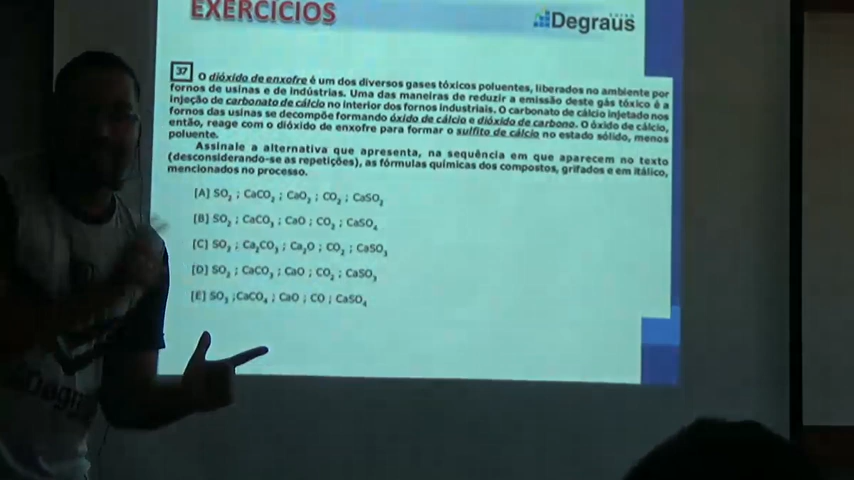 EXERCÍCIOS
CURSO
Degraus
37 O dióxido de enxofre é um dos diversos gases tóxicos poluentes, liberados no ambiente por
fornos de usinas e de indústrias. Uma das maneiras de reduzir a emissão deste gás tóxico é a
injeção de carbonato de cálcio no interior dos fornos industriais. O carbonato de cálcio injetado nos
fornos das usinas se decompõe formando óxido de cálcio e dióxido de carbono. O óxido de cálcio,
então, reage com o dióxido de enxofre para formar o sulfito de cálcio no estado sólido, menos
poluente.
Assinale a alternativa que apresenta, na sequência em que aparecem no texto
(desconsiderando-se as repetições), as fórmulas químicas dos compostos, grifados e em itálico,
mencionados no processo.
[A] SO₂ ; CaCO₂ ; CaO₂ ; CO₂ ; CaSO₂
[B] SO₂ ; CaCO₃ ; CaO ; CO₂ ; CaSO₄
[C] SO₂ ; Ca₂CO₃ ; Ca₂O ; CO₂ ; CaSO₃
[D] SO₂ ; CaCO₃ ; CaO ; CO₂ ; CaSO₃
[E] SO₃ ;CaCO₄ ; CaO ; CO ; CaSO₄
Degraus